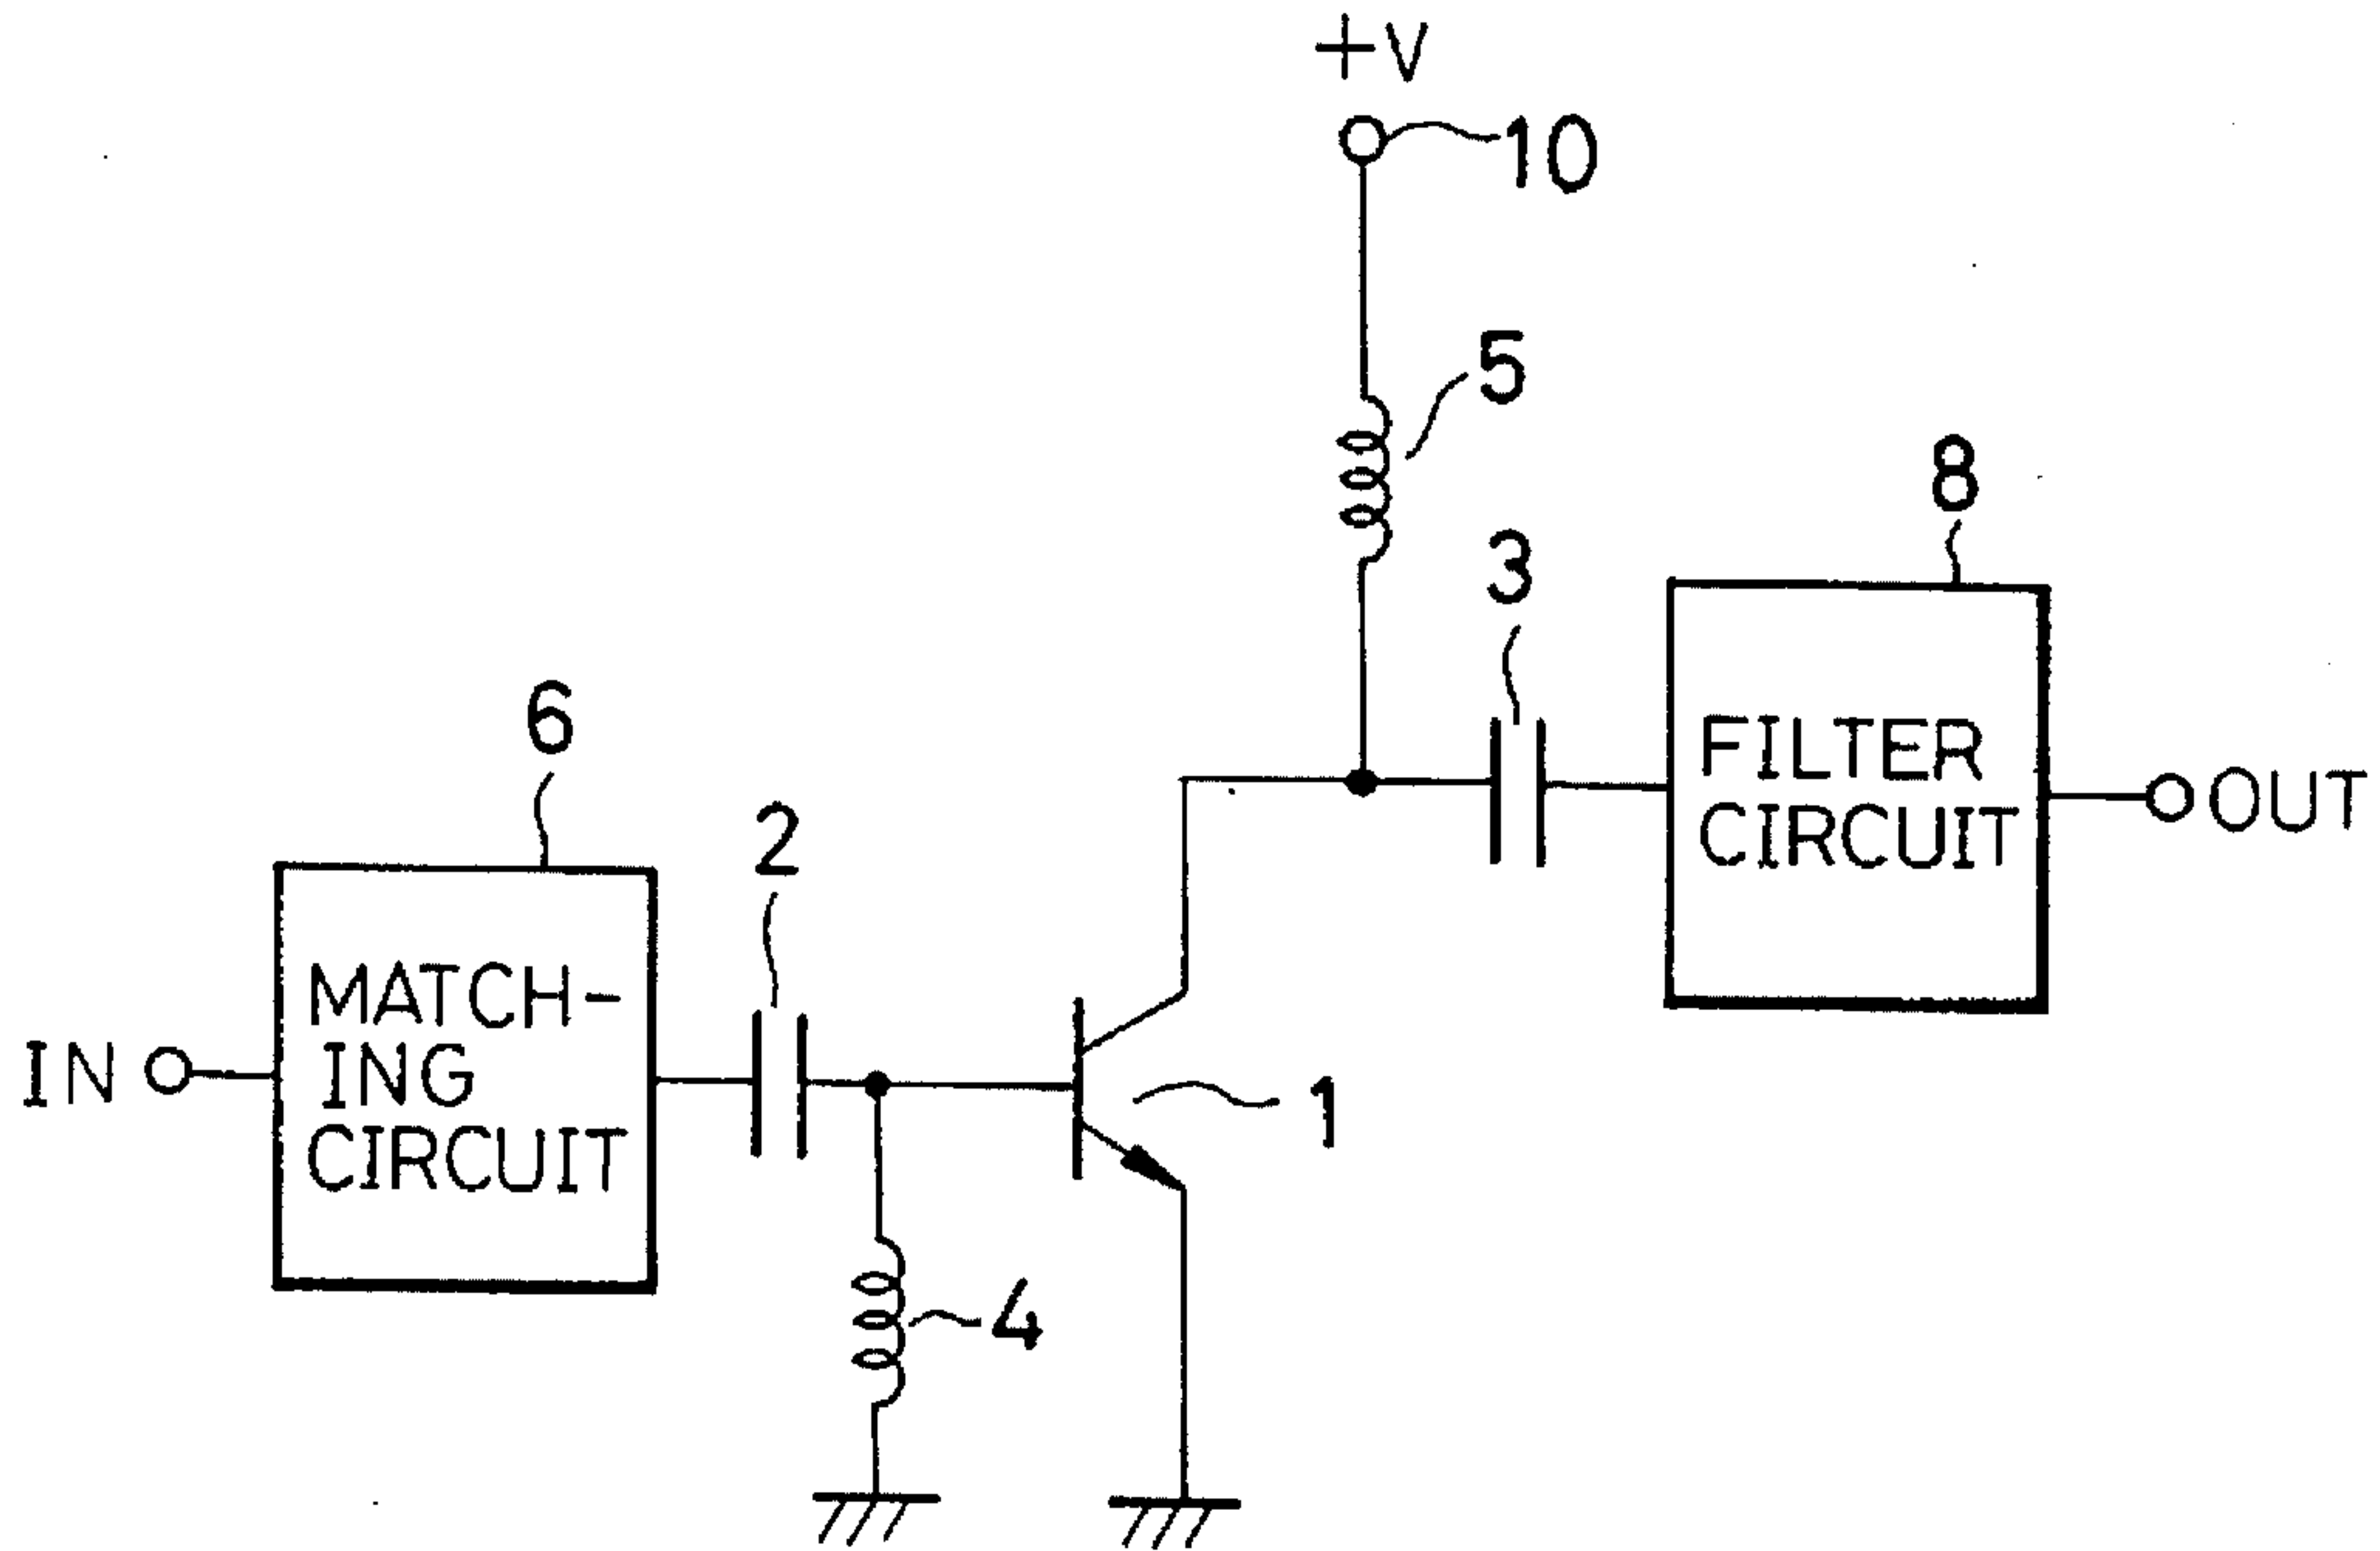 +V
10
5
3
8
6
2
FILTER
CIRCUIT
OUT
MATCH-
ING
CIRCUIT
IN
1
4